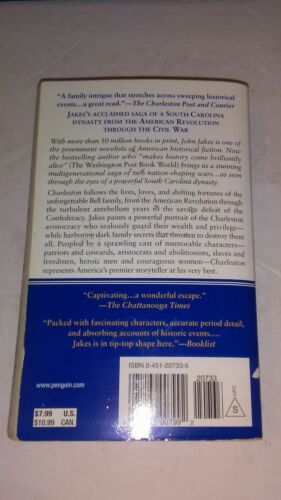 "A family intrigue that stretches across sweeping historical
events...a great read." —The Charleston Post and Courier
JAKES'S ACCLAIMED SAGA OF A SOUTH CAROLINA
DYNASTY FROM THE AMERICAN REVOLUTION
THROUGH THE CIVIL WAR
With more than 50 million books in print, John Jakes is one of
the preeminent novelists of American historical fiction. Now
the bestselling author who "makes history come brilliantly
alive" (The Washington Post Book World) brings us a stunning
multigenerational saga of two nation-shaping wars...as seen
through the eyes of a powerful South Carolina dynasty.
Charleston follows the lives, loves, and shifting fortunes of the
unforgettable Bell family, from the American Revolution through
the turbulent antebellum years to the savage defeat of the
Confederacy. Jakes paints a powerful portrait of the Charleston
aristocracy who zealously guard their wealth and privilege—
while harboring dark family secrets that threaten to destroy them
all. Peopled by a sprawling cast of memorable characters—
patriots and cowards, aristocrats and abolitionists, slaves and
freedmen, heroic men and courageous women—Charleston
represents America's premier storyteller at his very best.
"Captivating...a wonderful escape."
—The Chattanooga Times
"Packed with fascinating characters, accurate period detail,
and absorbing accounts of historic events....
Jakes is in tip-top shape here." —Booklist
www.penguin.com
$7.99 U.S.
$10.99 CAN.
ISBN 0-451-20733-5
20733
00799
2
UPC
S